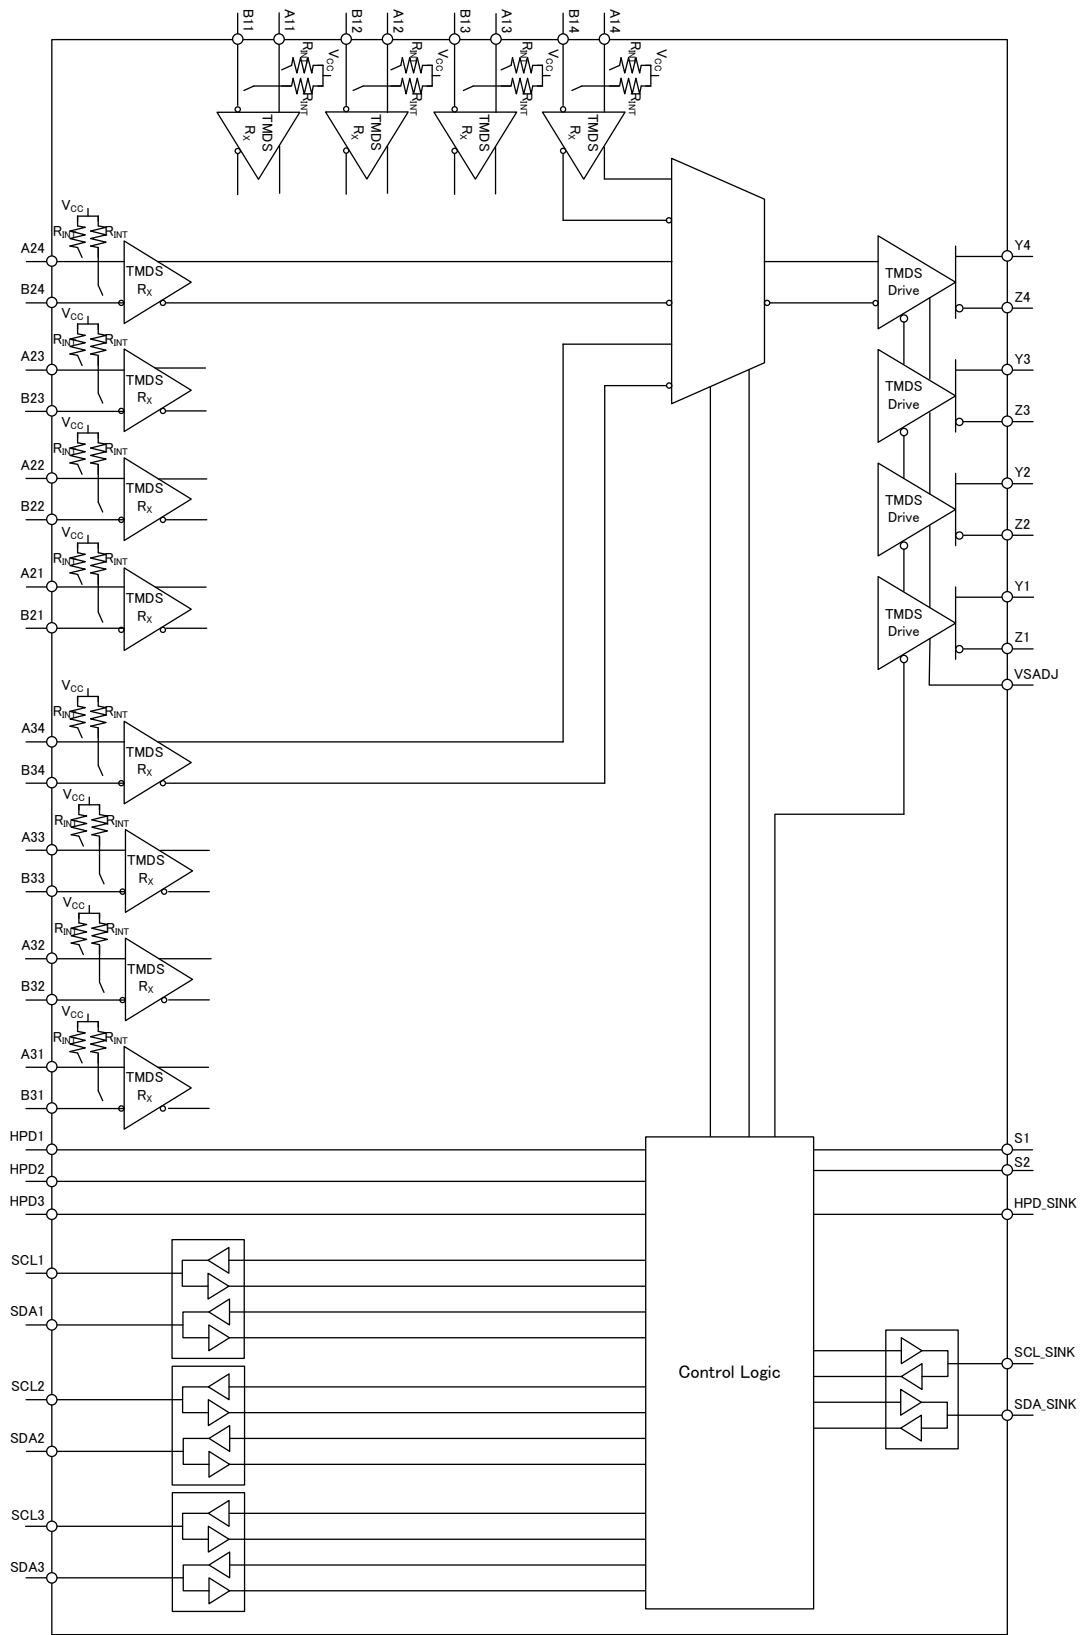 B11 A11 B12 A12 B13 A13 B14 A14
RINT VCC RINT VCC RINT VCC RINT VCC
RINT RINT RINT RINT
TMDS RX TMDS RX TMDS RX TMDS RX
VCC
RINT RINT
A24
TMDS
RX
B24
VCC
RINT RINT
A23
TMDS
RX
B23
VCC
RINT RINT
A22
TMDS
RX
B22
VCC
RINT RINT
A21
TMDS
RX
B21
VCC
RINT RINT
A34
TMDS
RX
B34
VCC
RINT RINT
A33
TMDS
RX
B33
VCC
RINT RINT
A32
TMDS
RX
B32
VCC
RINT RINT
A31
TMDS
RX
B31
TMDS
Drive
Y4
Z4
TMDS
Drive
Y3
Z3
TMDS
Drive
Y2
Z2
TMDS
Drive
Y1
Z1
VSADJ
HPD1
HPD2
HPD3
SCL1
SDA1
SCL2
SDA2
SCL3
SDA3
Control Logic
S1
S2
HPD_SINK
SCL_SINK
SDA_SINK